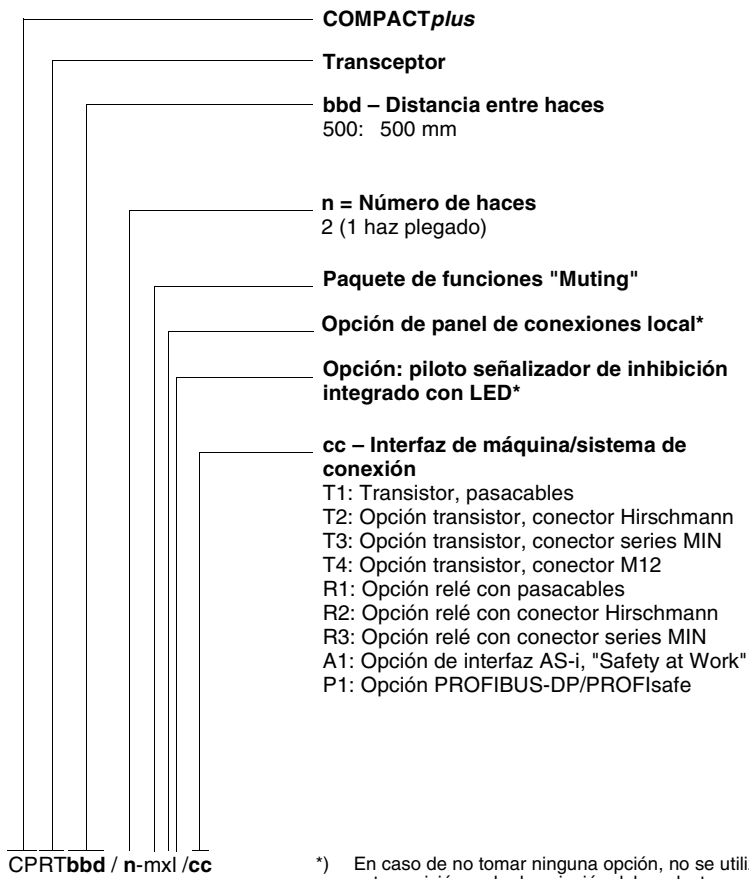 COMPACTplus
Transceptor
bbd – Distancia entre haces
500: 500 mm
n = Número de haces
2 (1 haz plegado)
Paquete de funciones "Muting"
Opción de panel de conexiones local*
Opción: piloto señalizador de inhibición
integrado con LED*
cc – Interfaz de máquina/sistema de
conexión
T1: Transistor, pasacables
T2: Opción transistor, conector Hirschmann
T3: Opción transistor, conector series MIN
T4: Opción transistor, conector M12
R1: Opción relé con pasacables
R2: Opción relé con conector Hirschmann
R3: Opción relé con conector series MIN
A1: Opción de interfaz AS-i, "Safety at Work"
P1: Opción PROFIBUS-DP/PROFIsafe
CPRTbbd / n-mxl /cc
*) En caso de no tomar ninguna opción, no se utili